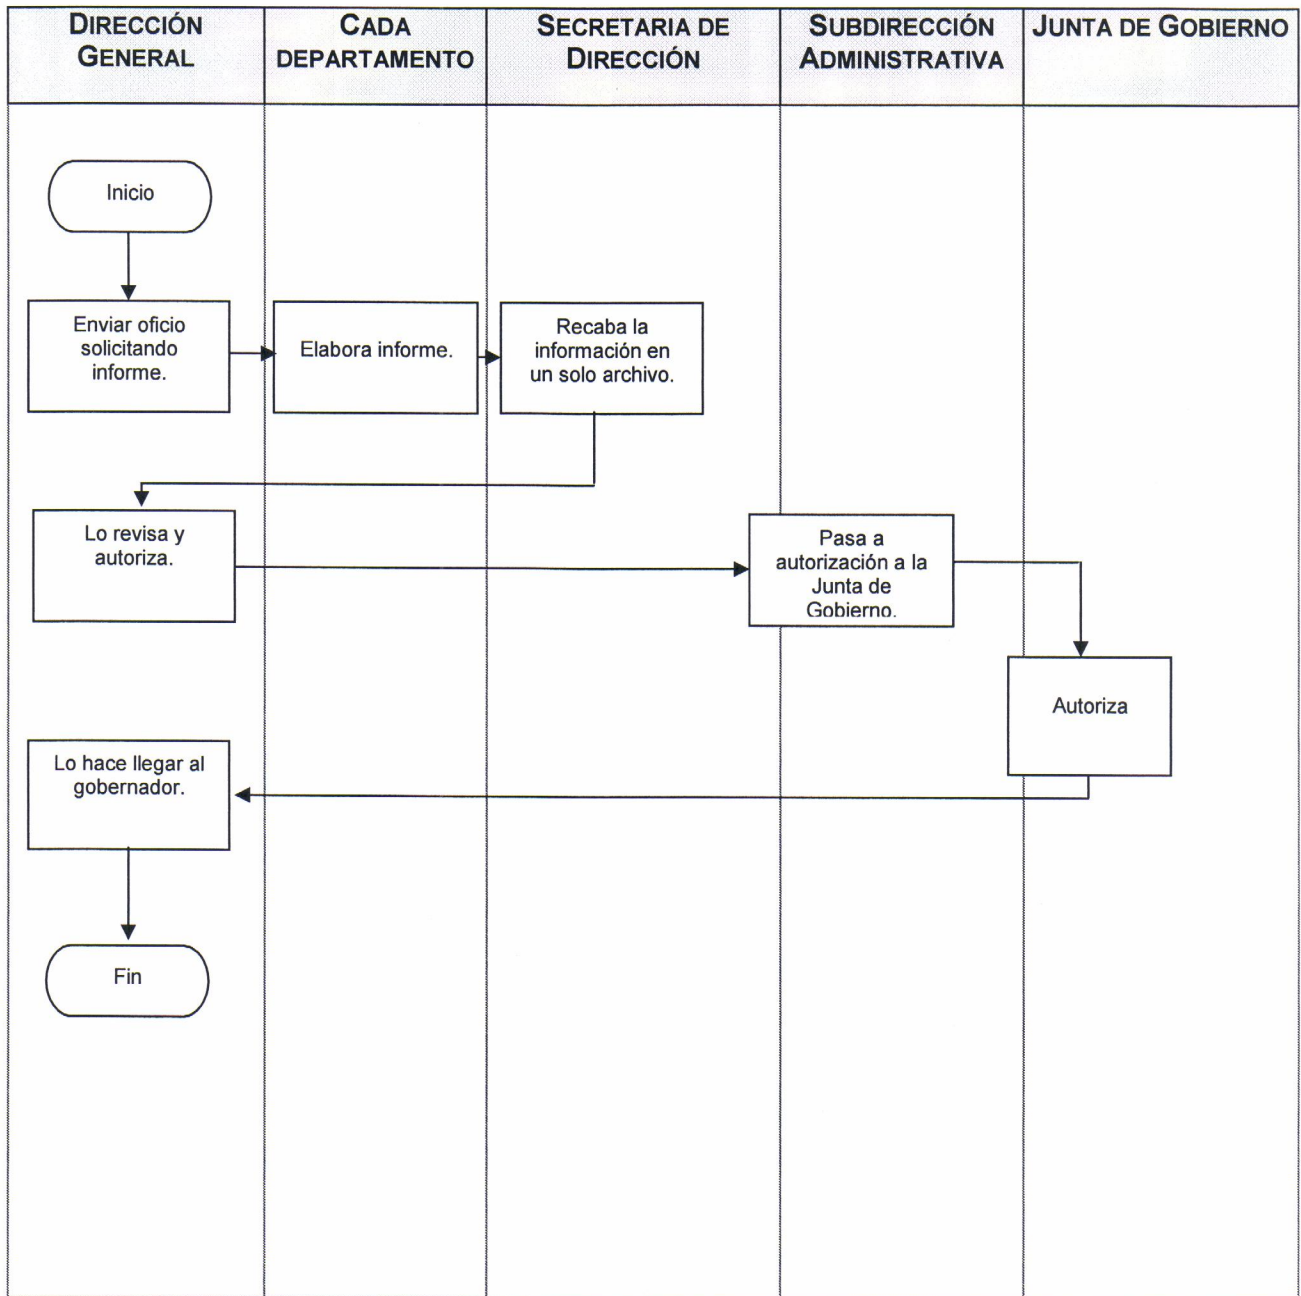 DIRECCIÓN
GENERAL
CADA
DEPARTAMENTO
SECRETARIA DE
DIRECCIÓN
SUBDIRECCIÓN
ADMINISTRATIVA
JUNTA DE GOBIERNO
Inicio
Enviar oficio
solicitando
informe.
Elabora informe.
Recaba la
información en
un solo archivo.
Lo revisa y
autoriza.
Pasa a
autorización a la
Junta de
Gobierno.
Autoriza
Lo hace llegar al
gobernador.
Fin